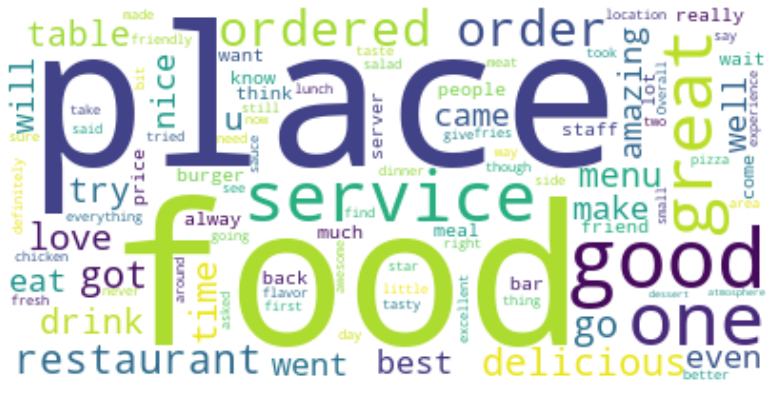 made
location
really
table
friendly
ordered
order
want
taste
salad
meat
took
say
will
place
nice
know
think
lunch
people
came
staff
amazing
lot
two
overall
great
wait
well
experience
take
said
but
tried
u
still
now
need
sauce
server
give
fries
way
though
sure
try
price
burger
see
dinner
side
menu
pizza
come
definitely
everything
service
make
small
area
love
alway
find
much
meal
right
friend
chicken
going
food
good
eat
got
time
around
asked
back
flavor
first
awesome
star
little
tasty
excellent
bar
thing
dessert
atmosphere
fresh
never
drink
day
go
one
restaurant
went
best
delicious
even
better